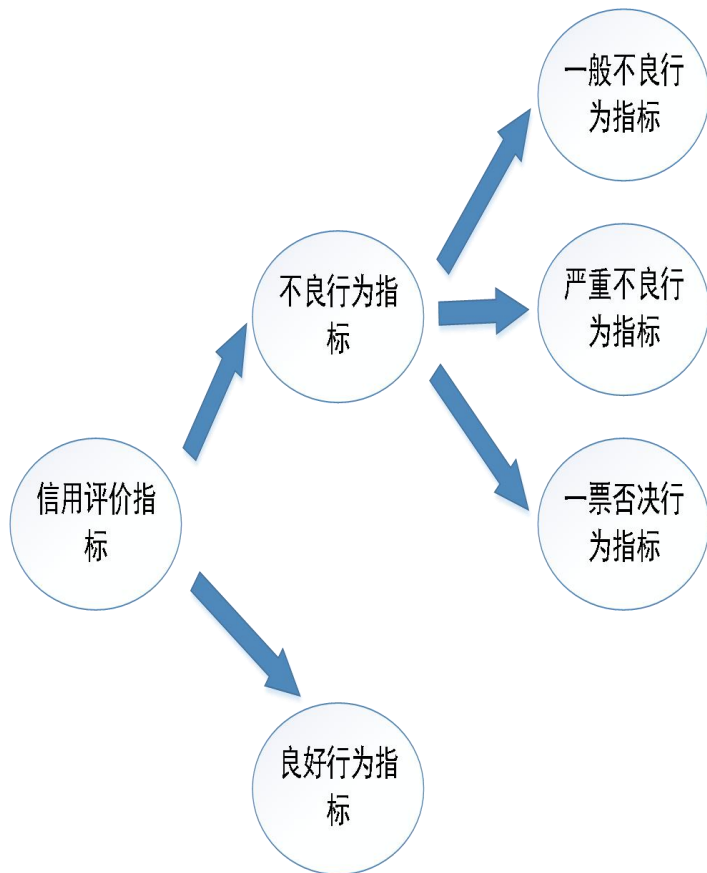 一般不良行
为指标
不良行为指
标
严重不良行
为指标
信用评价指
标
一票否决行
为指标
良好行为指
标